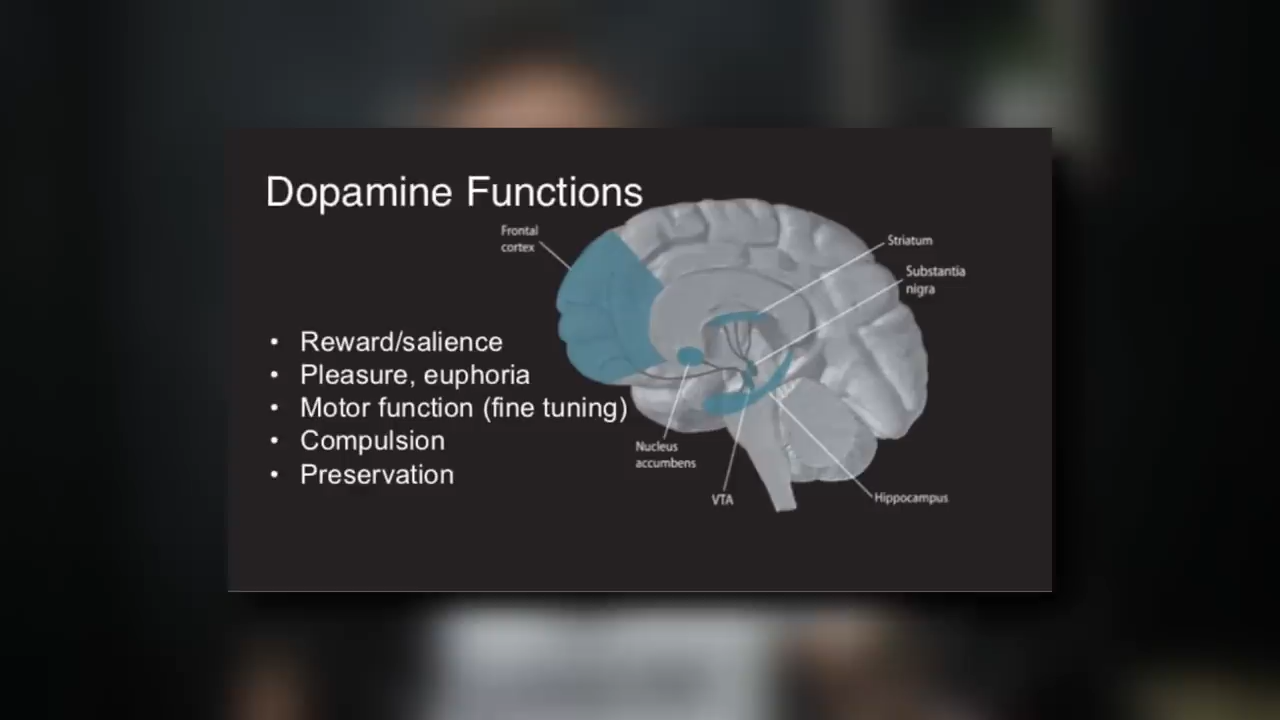 Dopamine Functions
Frontal
cortex
Striatum
Substantia
nigra
• Reward/salience
• Pleasure, euphoria
• Motor function (fine tuning)
• Compulsion
• Preservation
Nucleus
accumbens
VTA
Hippocampus